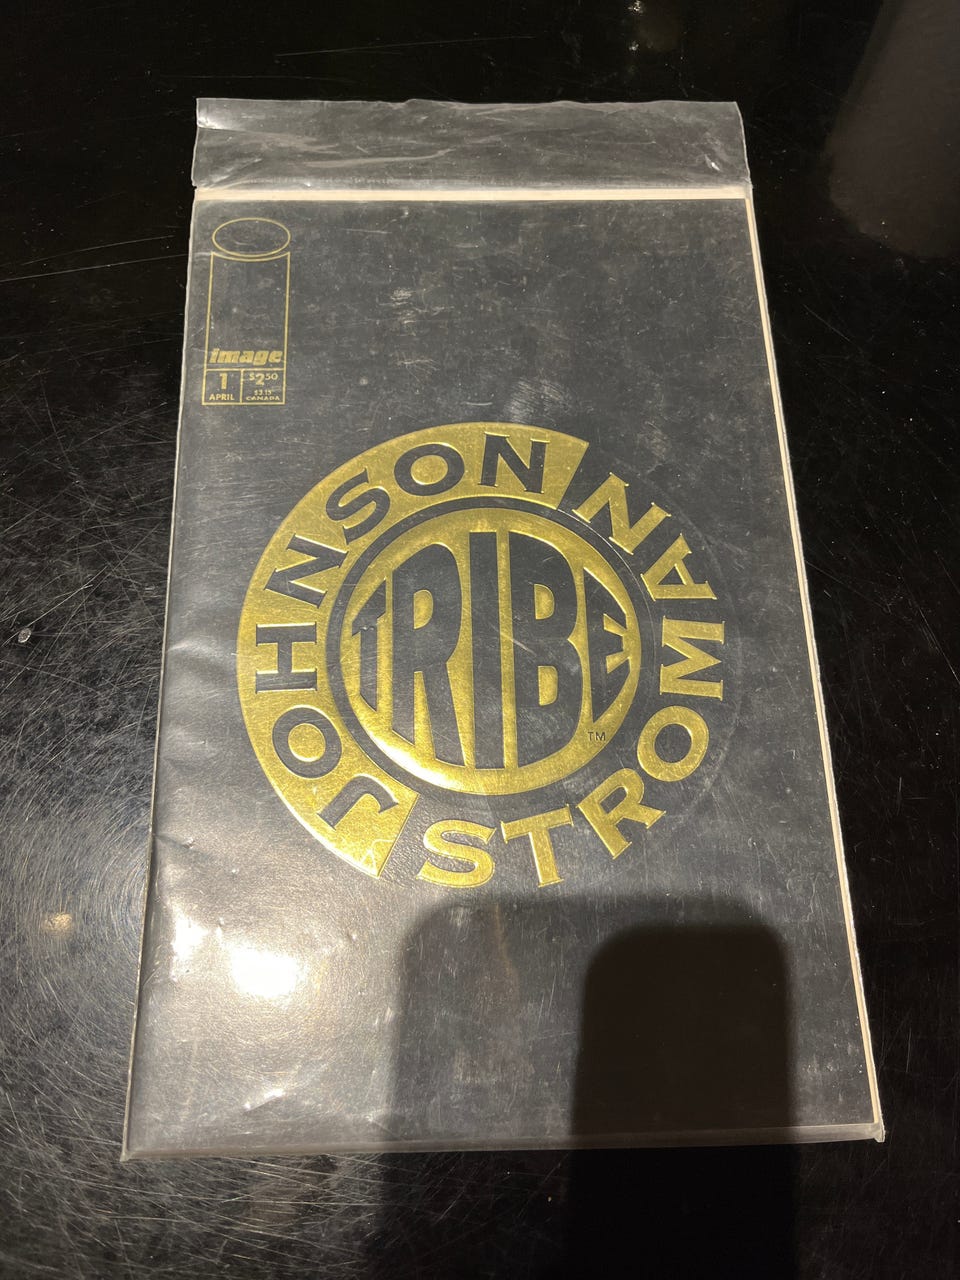 image
1
APRIL
$2.50
$3.15
CANADA
JOHNSON
STROMAN
TRIBE
TM